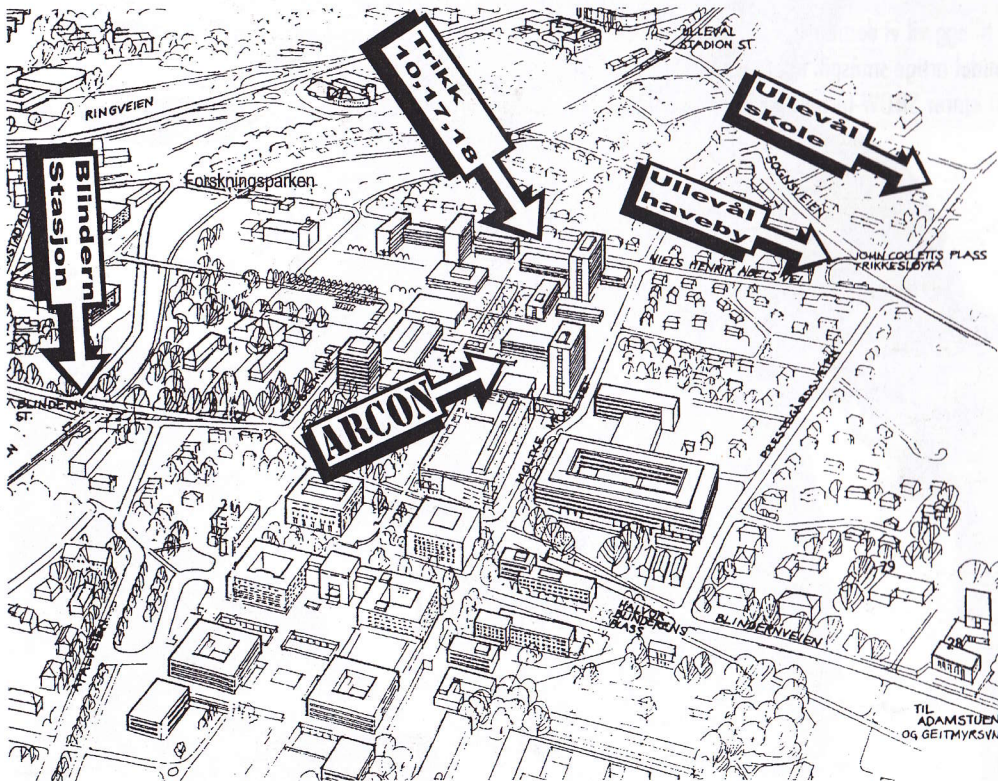 ULLEVÅL
STADION ST.
Trikk
10,17,18
RINGVEIEN
Ullevål
skole
Blindern
Stasjon
Forskningsparken
SOGNSVEIEN
Ullevål
haveby
JOHN COLLETTS PLASS
TRIKKESLØYFA
NIELS HENRIK ABELS VEI
BLINDERN
ST.
ARCON
MOLTKE MOES VEI
PRESTEGÅRDSVEIEN
29
HALVOR
BLINDERNS
PLASS
BLINDERNVEIEN
28
TIL
ADAMSTUEN
OG GEITMYRSVN